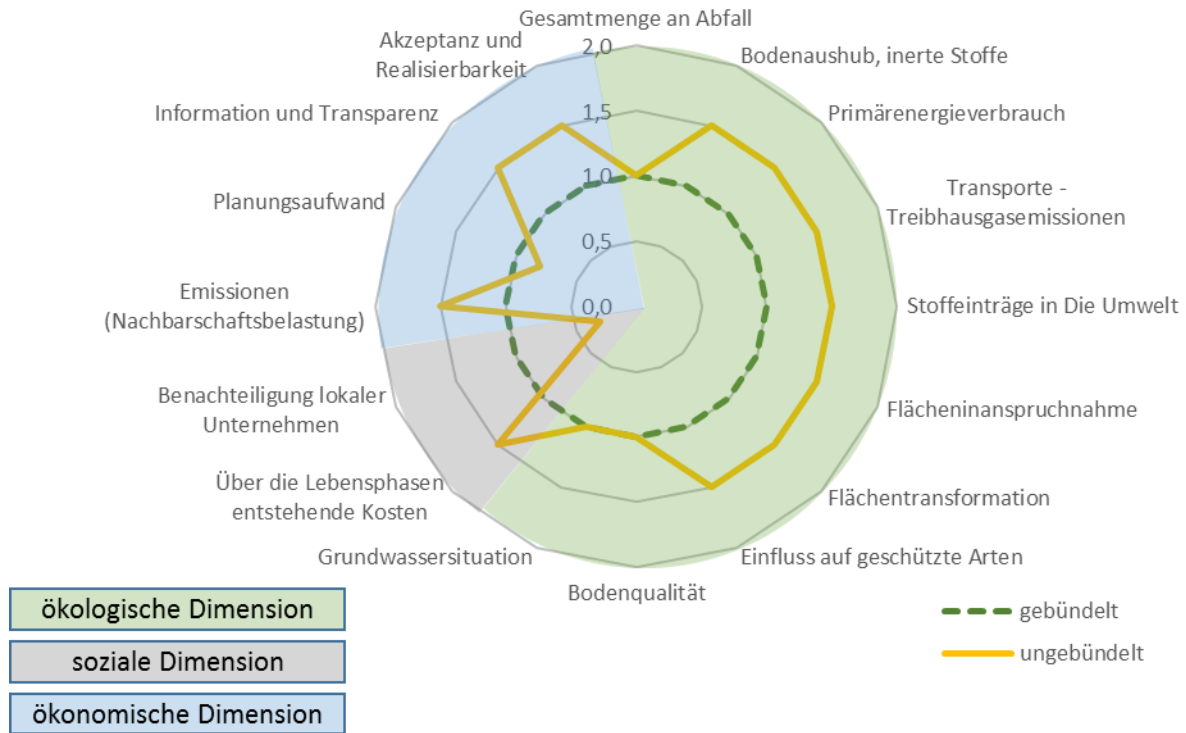 Gesamtmenge an Abfall
Bodenaushub, inerte Stoffe
Primärenergieverbrauch
Transporte -
Treibhausgasemissionen
Stoffeinträge in Die Umwelt
Flächeninanspruchnahme
Flächentransformation
Einfluss auf geschützte Arten
Bodenqualität
Grundwassersituation
Über die Lebensphasen
entstehende Kosten
Benachteiligung lokaler
Unternehmen
Emissionen
(Nachbarschaftsbelastung)
Planungsaufwand
Information und Transparenz
Akzeptanz und
Realisierbarkeit
2,0
1,5
1,0
0,5
0,0
ökologische Dimension
soziale Dimension
ökonomische Dimension
gebündelt
ungebündelt